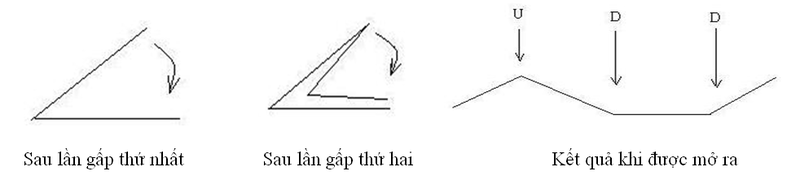 U D D
Sau lần gấp thứ nhất Sau lần gấp thứ hai Kết quả khi được mở ra